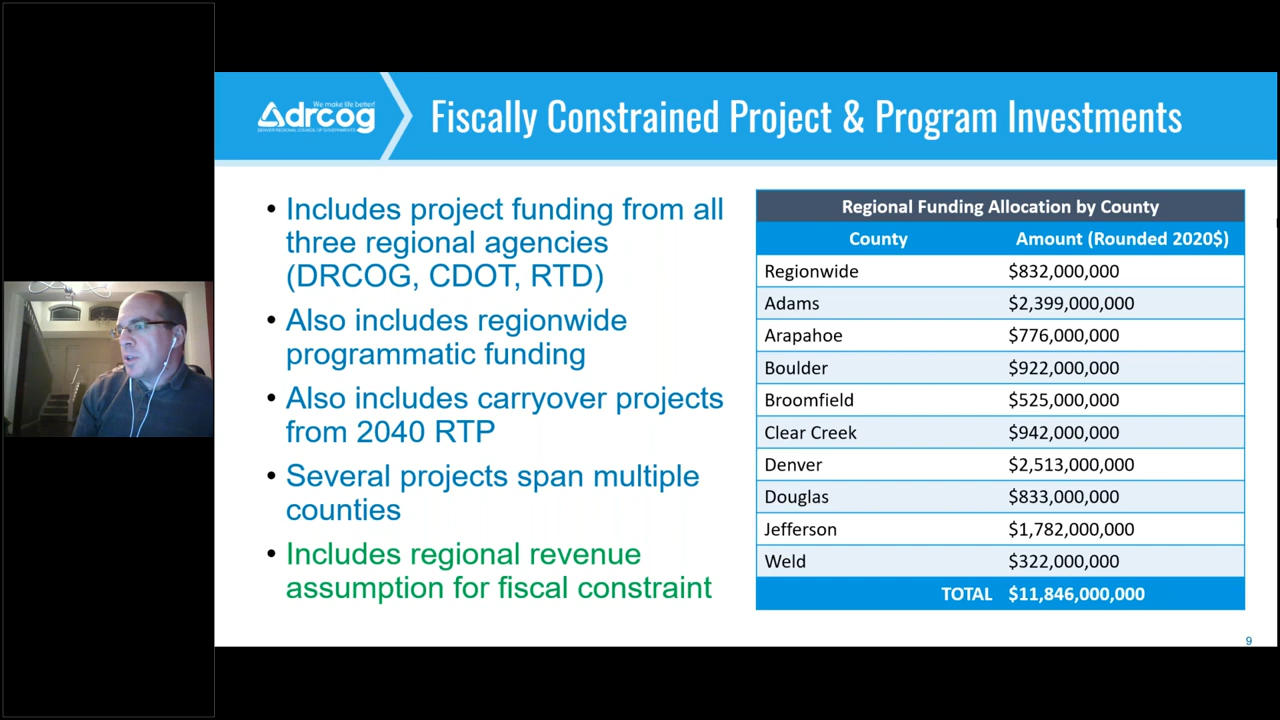 We make life better!
drcog
DENVER REGIONAL COUNCIL OF GOVERNMENTS
Fiscally Constrained Project & Program Investments
• Includes project funding from all
three regional agencies
(DRCOG, CDOT, RTD)
• Also includes regionwide
programmatic funding
• Also includes carryover projects
from 2040 RTP
• Several projects span multiple
counties
• Includes regional revenue
assumption for fiscal constraint
Regional Funding Allocation by County
County Amount (Rounded 2020$)
Regionwide $832,000,000
Adams $2,399,000,000
Arapahoe $776,000,000
Boulder $922,000,000
Broomfield $525,000,000
Clear Creek $942,000,000
Denver $2,513,000,000
Douglas $833,000,000
Jefferson $1,782,000,000
Weld $322,000,000
TOTAL $11,846,000,000
9